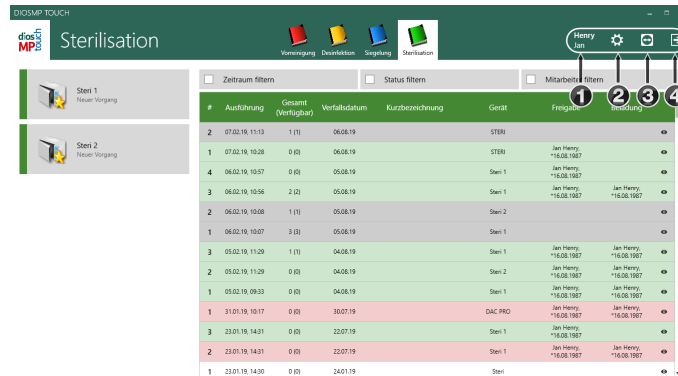 DIOSMP TOUCH
dios MP touch
Sterilisation
Vorreinigung Desinfektion Siegelung Sterilisation
Henry
Jan
1 2 3 4
Steri 1
Neuer Vorgang
Steri 2
Neuer Vorgang
Zeitraum filtern Status filtern Mitarbeiter filtern
# Ausführung Gesamt (Verfügbar) Verfallsdatum Kurzbezeichnung Gerät Freigabe Beladung
2 07.02.19, 11:13 1 (1) 06.08.19 STERI
1 07.02.19, 10:28 0 (0) 06.08.19 STERI Jan Henry, *16.08.1987
4 06.02.19, 10:57 0 (0) 05.08.19 Steri 1 Jan Henry, *16.08.1987
3 06.02.19, 10:56 2 (2) 05.08.19 Steri 1 Jan Henry, *16.08.1987 Jan Henry, *16.08.1987
2 06.02.19, 10:08 1 (1) 05.08.19 Steri 2
1 06.02.19, 10:07 3 (3) 05.08.19 Steri 1
3 05.02.19, 11:29 1 (1) 04.08.19 Steri 1 Jan Henry, *16.08.1987 Jan Henry, *16.08.1987
2 05.02.19, 11:29 0 (0) 04.08.19 Steri 2 Jan Henry, *16.08.1987 Jan Henry, *16.08.1987
1 05.02.19, 09:33 0 (0) 04.08.19 Steri 1 Jan Henry, *16.08.1987 Jan Henry, *16.08.1987
1 31.01.19, 10:17 0 (0) 30.07.19 DAC PRO Jan Henry, *16.08.1987 Jan Henry, *16.08.1987
3 23.01.19, 14:31 0 (0) 22.07.19 Steri 1 Jan Henry, *16.08.1987
2 23.01.19, 14:31 0 (0) 22.07.19 Steri 1 Jan Henry, *16.08.1987 Jan Henry, *16.08.1987
1 23.01.19, 14:30 0 (0) 24.01.19 Steri